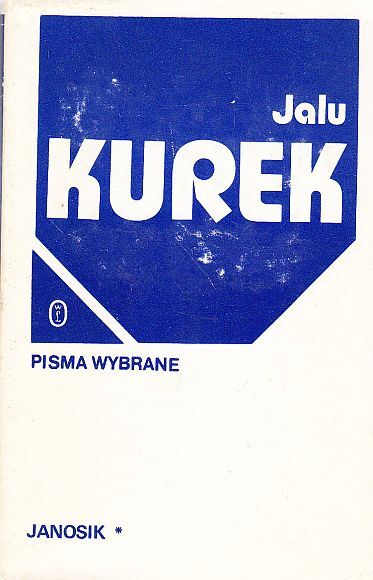 Jalu
KUREK
PISMA WYBRANE
JANOSIK *